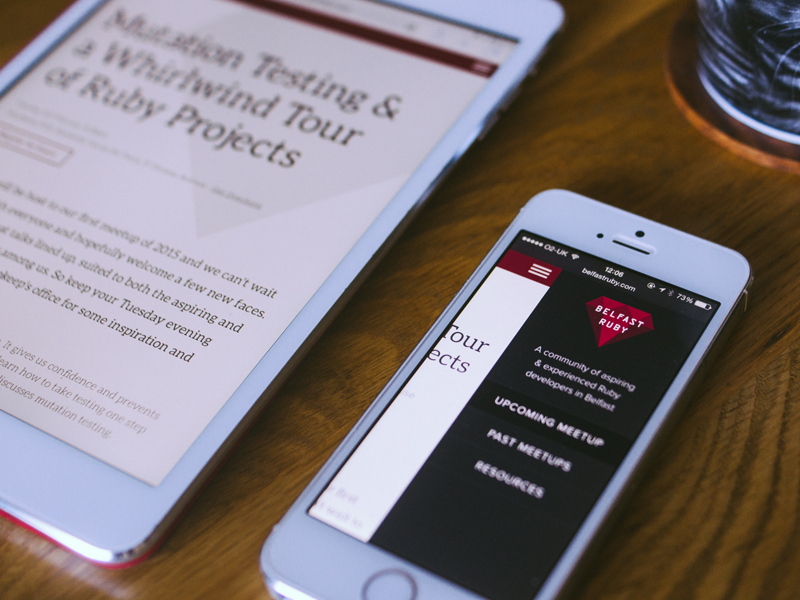 Mutation Testing &
a Whirlwind Tour
of Ruby Projects
will be host to our first meetup of 2015 and we can't wait
everyone and hopefully welcome a few new faces.
talks lined up, suited to both the aspiring and
among us. So keep your Tuesday evening
office for some inspiration and
it gives us confidence and prevents
learn how to take testing one step
discusses mutation testing.
O2-UK
12:06
73%
belfastruby.com
BELFAST
RUBY
A community of aspiring
& experienced Ruby
developers in Belfast
UPCOMING MEETUP
PAST MEETUPS
RESOURCES
Tour
ects